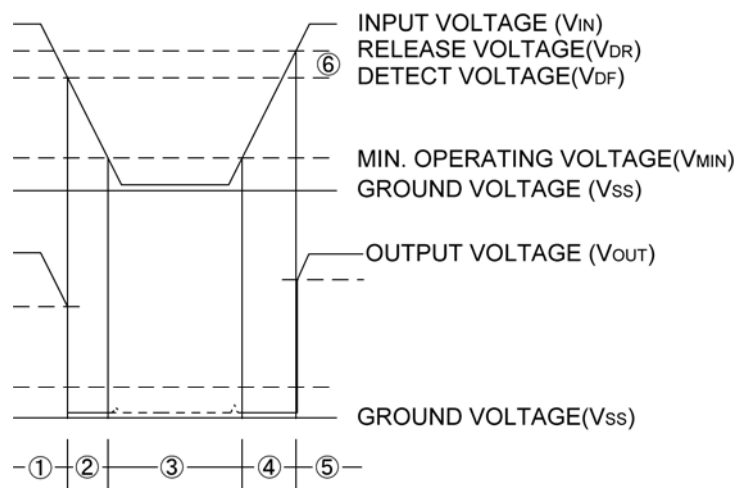 INPUT VOLTAGE (VIN)
RELEASE VOLTAGE(VDR)
⑥ DETECT VOLTAGE(VDF)
MIN. OPERATING VOLTAGE(VMIN)
GROUND VOLTAGE (VSS)
OUTPUT VOLTAGE (VOUT)
GROUND VOLTAGE(VSS)
① ② ③ ④ ⑤